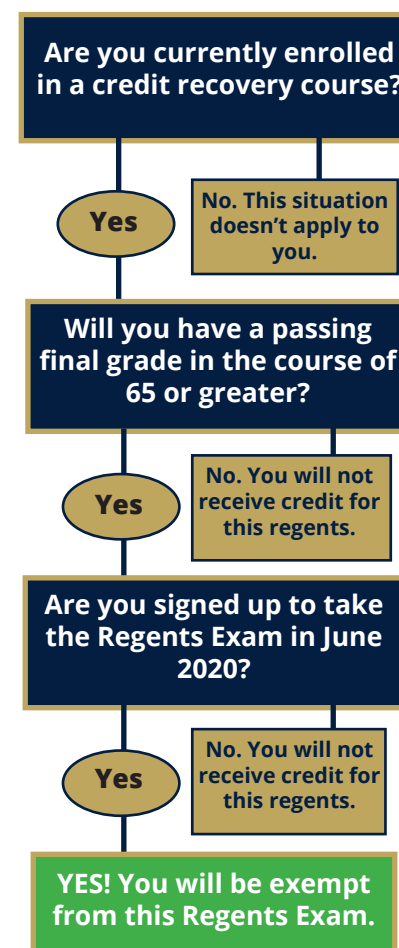 Are you currently enrolled
in a credit recovery course?
Yes
No. This situation
doesn't apply to
you.
Will you have a passing
final grade in the course of
65 or greater?
Yes
No. You will not
receive credit for
this regents.
Are you signed up to take
the Regents Exam in June
2020?
Yes
No. You will not
receive credit for
this regents.
YES! You will be exempt
from this Regents Exam.